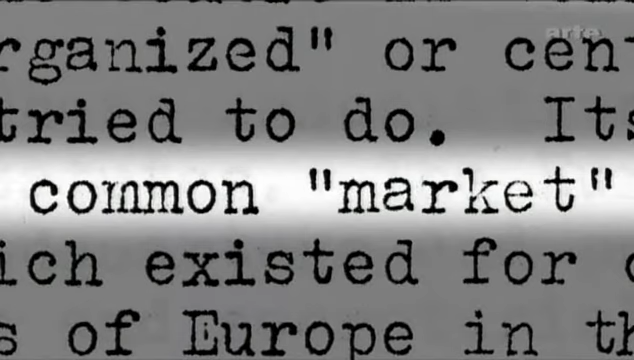 arte
rganized" or cen
tried to do. Its
common "market"
ich existed for
s of Europe in th